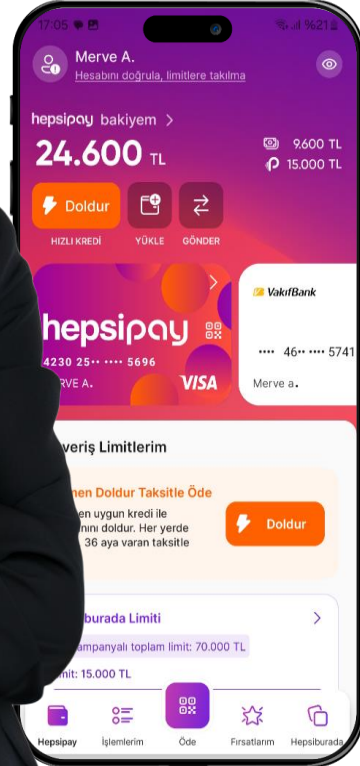 17:05
%21
Merve A.
Hesabını doğrula, limitlere takılma
hepsipay bakiyem >
24.600 TL
9.600 TL
15.000 TL
Doldur
HIZLI KREDİ
YÜKLE
GÖNDER
hepsipay
4230 25•• •••• 5696
RVE A.
VISA
VakıfBank
•••• 46•• •••• 5741
Merve a.
veriş Limitlerim
men Doldur Taksitle Öde
en uygun kredi ile
nını doldur. Her yerde
36 aya varan taksitle
Doldur
burada Limiti
ampanyalı toplam limit: 70.000 TL
mit: 15.000 TL
Hepsipay
İşlemlerim
Öde
Fırsatlarım
Hepsiburada